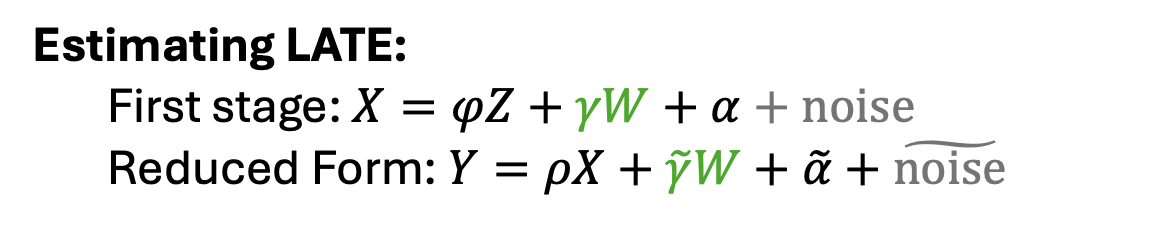 Estimating LATE:
First stage: X = φZ + γW + α + noise
Reduced Form: Y = ρX + γ̃W + α̃ + noise͠